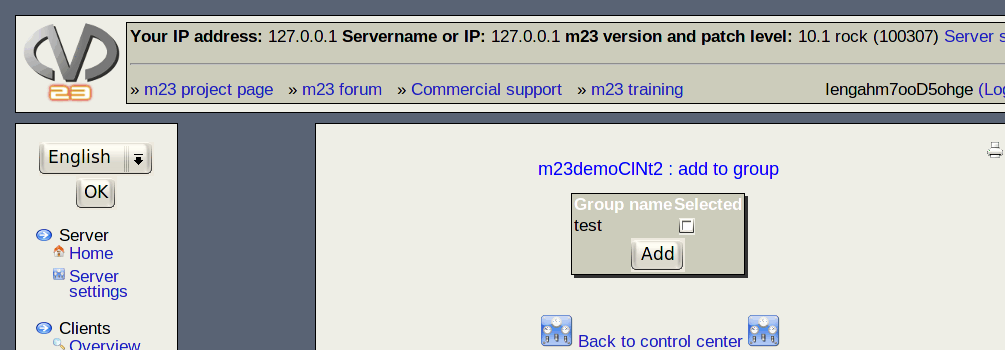 Your IP address: 127.0.0.1 Servername or IP: 127.0.0.1 m23 version and patch level: 10.1 rock (100307) Server s
» m23 project page » m23 forum » Commercial support » m23 training Iengahm7ooD5ohge (Log
23
English
OK
Server
Home
Server
settings
Clients
Overview
m23demoClNt2 : add to group
Group name Selected
test
Add
Back to control center